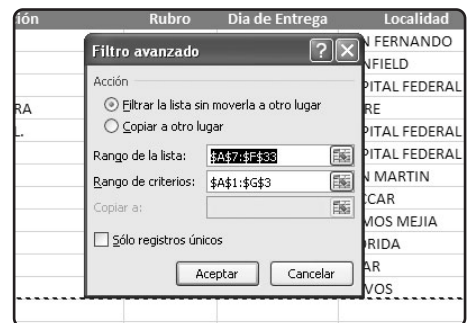 ión Rubro Dia de Entrega Localidad
Filtro avanzado
N FERNANDO
NFIELD
Acción
PITAL FEDERAL
Filtrar la lista sin moverla a otro lugar
RA
RE
Copiar a otro lugar
L.
PITAL FEDERAL
Rango de la lista: $A$7:$F$33
PITAL FEDERAL
Rango de criterios: $A$1:$G$3
N MARTIN
CCAR
Copiar a:
MOS MEJIA
Sólo registros únicos
ORIDA
Aceptar Cancelar
AR
VOS